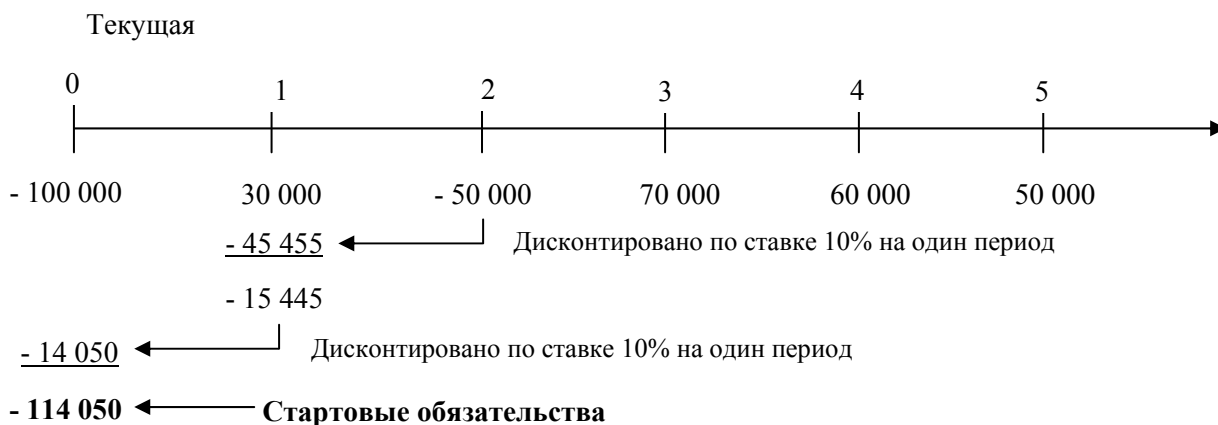 Текущая
0 1 2 3 4 5
- 100 000 30 000 - 50 000 70 000 60 000 50 000
- 45 455 Дисконтировано по ставке 10% на один период
- 15 445
- 14 050 Дисконтировано по ставке 10% на один период
- 114 050 Стартовые обязательства